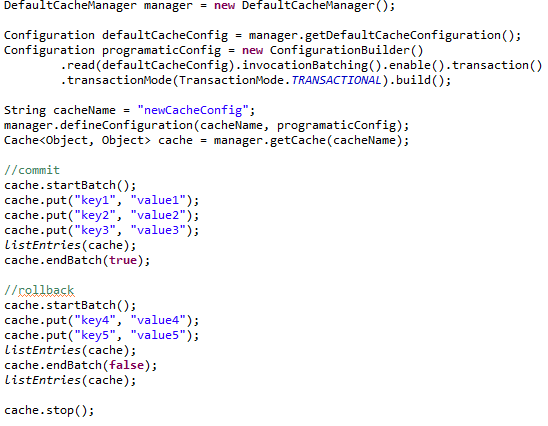 DefaultCacheManager manager = new DefaultCacheManager();
Configuration defaultCacheConfig = manager.getDefaultCacheConfiguration();
Configuration programaticConfig = new ConfigurationBuilder()
.read(defaultCacheConfig).invocationBatching().enable().transaction()
.transactionMode(TransactionMode.TRANSACTIONAL).build();
String cacheName = "newCacheConfig";
manager.defineConfiguration(cacheName, programaticConfig);
Cache<Object, Object> cache = manager.getCache(cacheName);
//commit
cache.startBatch();
cache.put("key1", "value1");
cache.put("key2", "value2");
cache.put("key3", "value3");
listEntries(cache);
cache.endBatch(true);
//rollback
cache.startBatch();
cache.put("key4", "value4");
cache.put("key5", "value5");
listEntries(cache);
cache.endBatch(false);
listEntries(cache);
cache.stop();